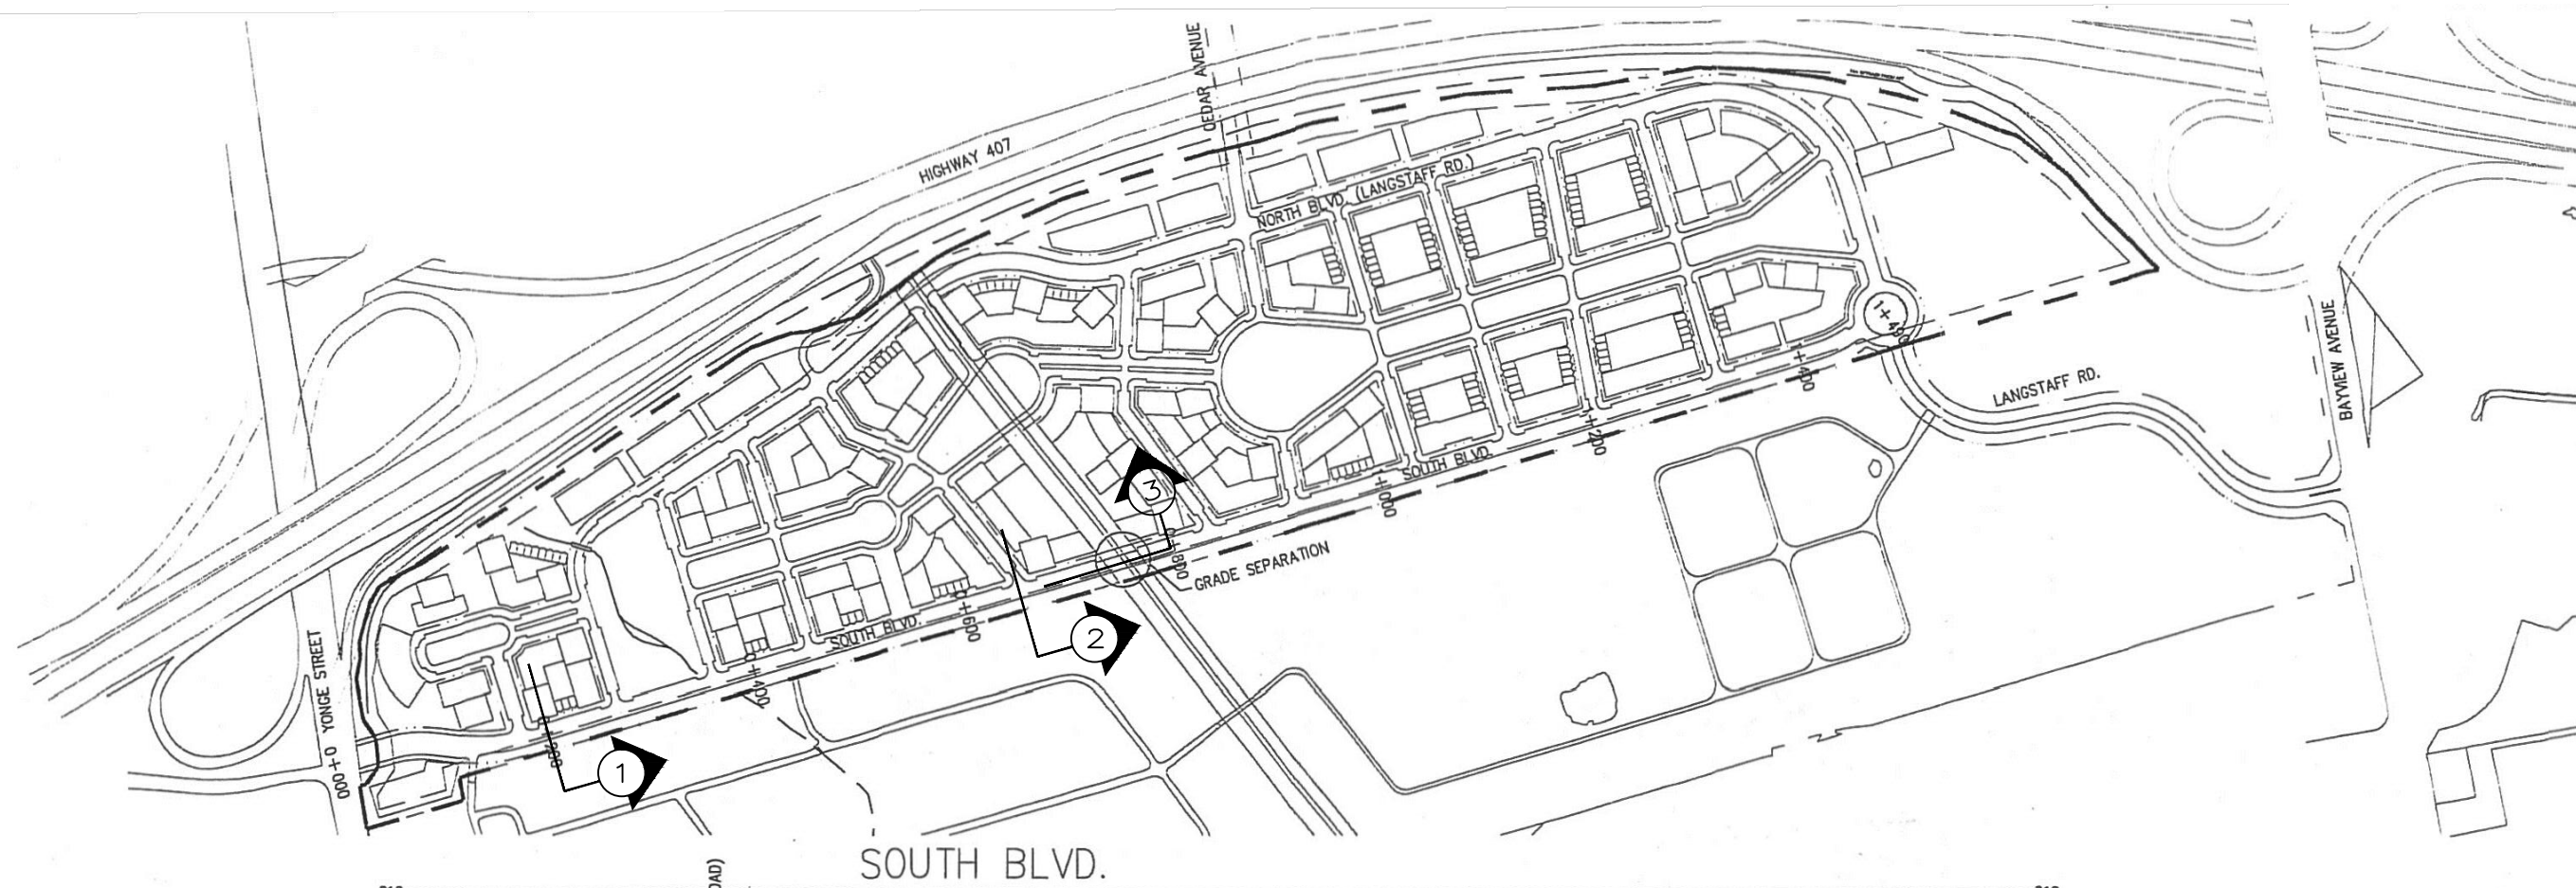 CEDAR AVENUE
HIGHWAY 407
NORTH BLVD. (LANGSTAFF RD.)
1+
LANGSTAFF RD.
BAYVIEW AVENUE
1+400
1+200
SOUTH BLVD.
1+000
3
0+800
GRADE SEPARATION
2
0+600
SOUTH BLVD.
0+400
YONGE STREET
0+000
0+200
1
SOUTH BLVD.